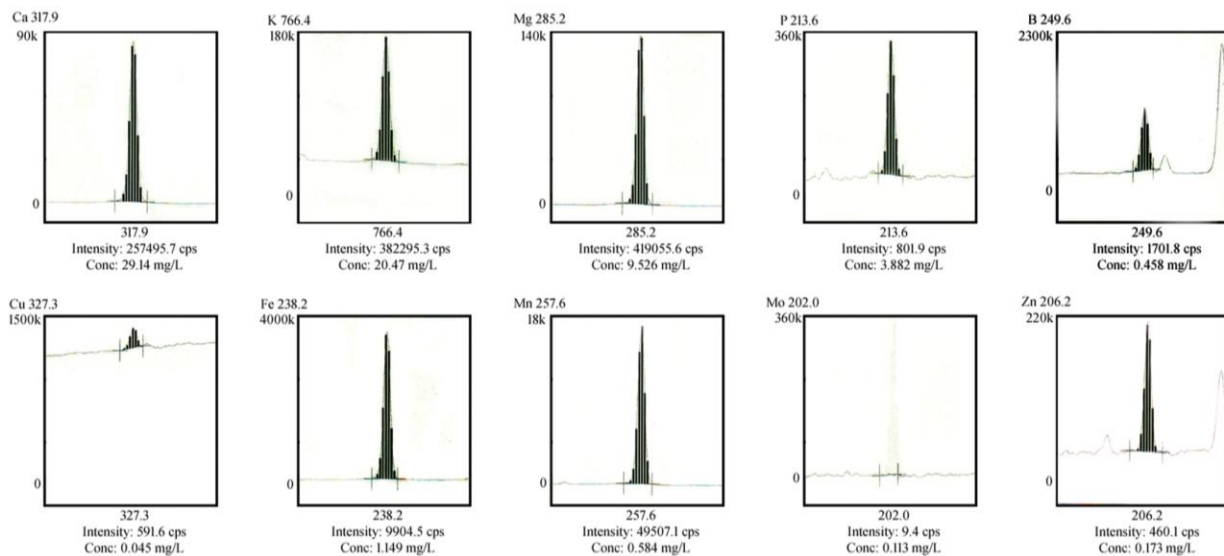 Ca 317.9
90k
0
317.9
Intensity: 257495.7 cps
Conc: 29.14 mg/L
K 766.4
180k
0
766.4
Intensity: 382295.3 cps
Conc: 20.47 mg/L
Mg 285.2
140k
0
285.2
Intensity: 419055.6 cps
Conc: 9.526 mg/L
P 213.6
360k
0
213.6
Intensity: 801.9 cps
Conc: 3.882 mg/L
B 249.6
2300k
0
249.6
Intensity: 1701.8 cps
Conc: 0.458 mg/L
Cu 327.3
1500k
0
327.3
Intensity: 591.6 cps
Conc: 0.045 mg/L
Fe 238.2
4000k
0
238.2
Intensity: 9904.5 cps
Conc: 1.149 mg/L
Mn 257.6
18k
0
257.6
Intensity: 49507.1 cps
Conc: 0.584 mg/L
Mo 202.0
360k
0
202.0
Intensity: 9.4 cps
Conc: 0.113 mg/L
Zn 206.2
220k
0
206.2
Intensity: 460.1 cps
Conc: 0.173 mg/L